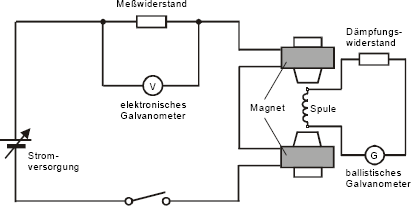 Meßwiderstand
Dämpfungs-
widerstand
V
elektronisches
Galvanometer
Magnet
Spule
Strom-
versorgung
G
ballistisches
Galvanometer